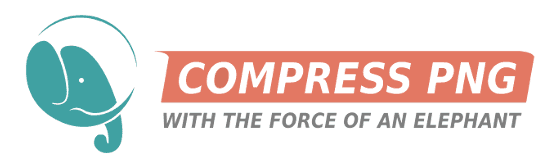 COMPRESS PNG
WITH THE FORCE OF AN ELEPHANT